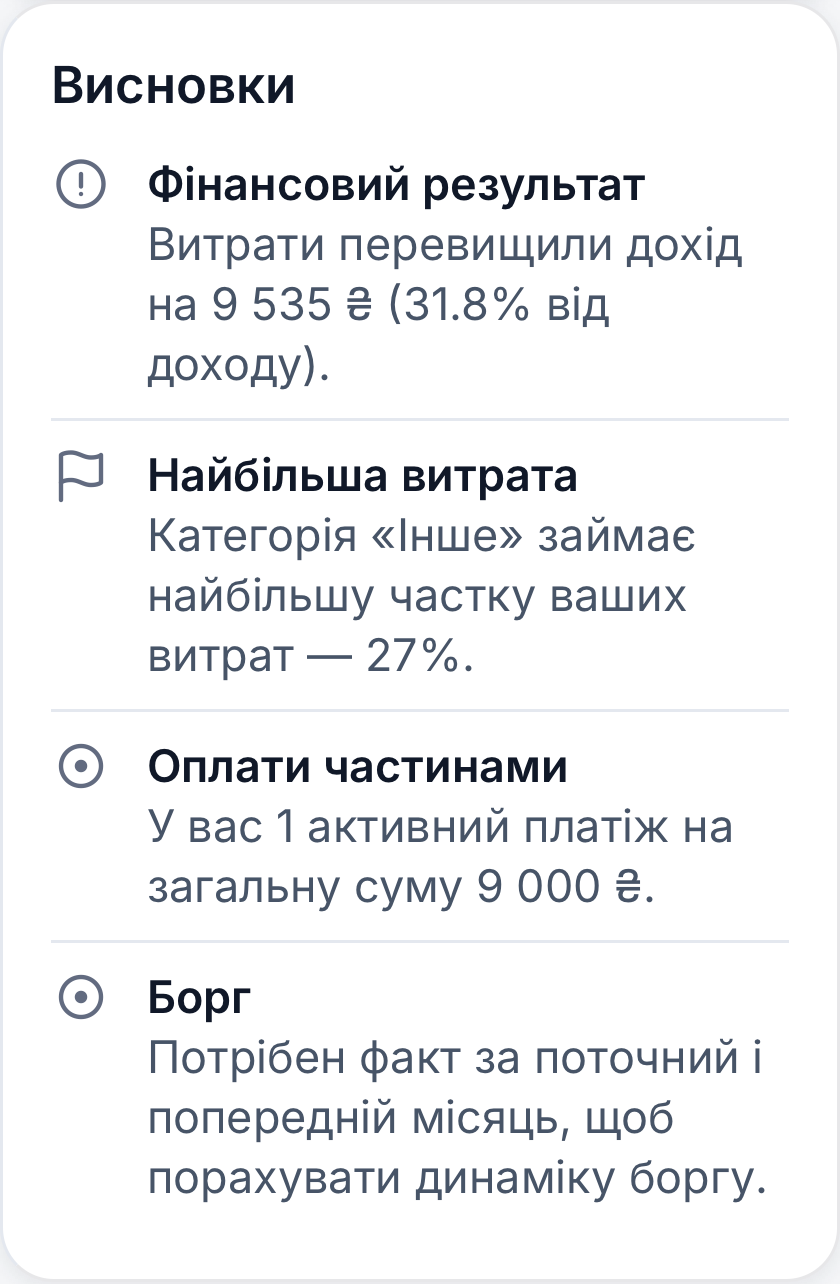 Висновки
Фінансовий результат
Витрати перевищили дохід
на 9 535 ₴ (31.8% від
доходу).
Найбільша витрата
Категорія «Інше» займає
найбільшу частку ваших
витрат — 27%.
Оплати частинами
У вас 1 активний платіж на
загальну суму 9 000 ₴.
Борг
Потрібен факт за поточний і
попередній місяць, щоб
порахувати динаміку боргу.